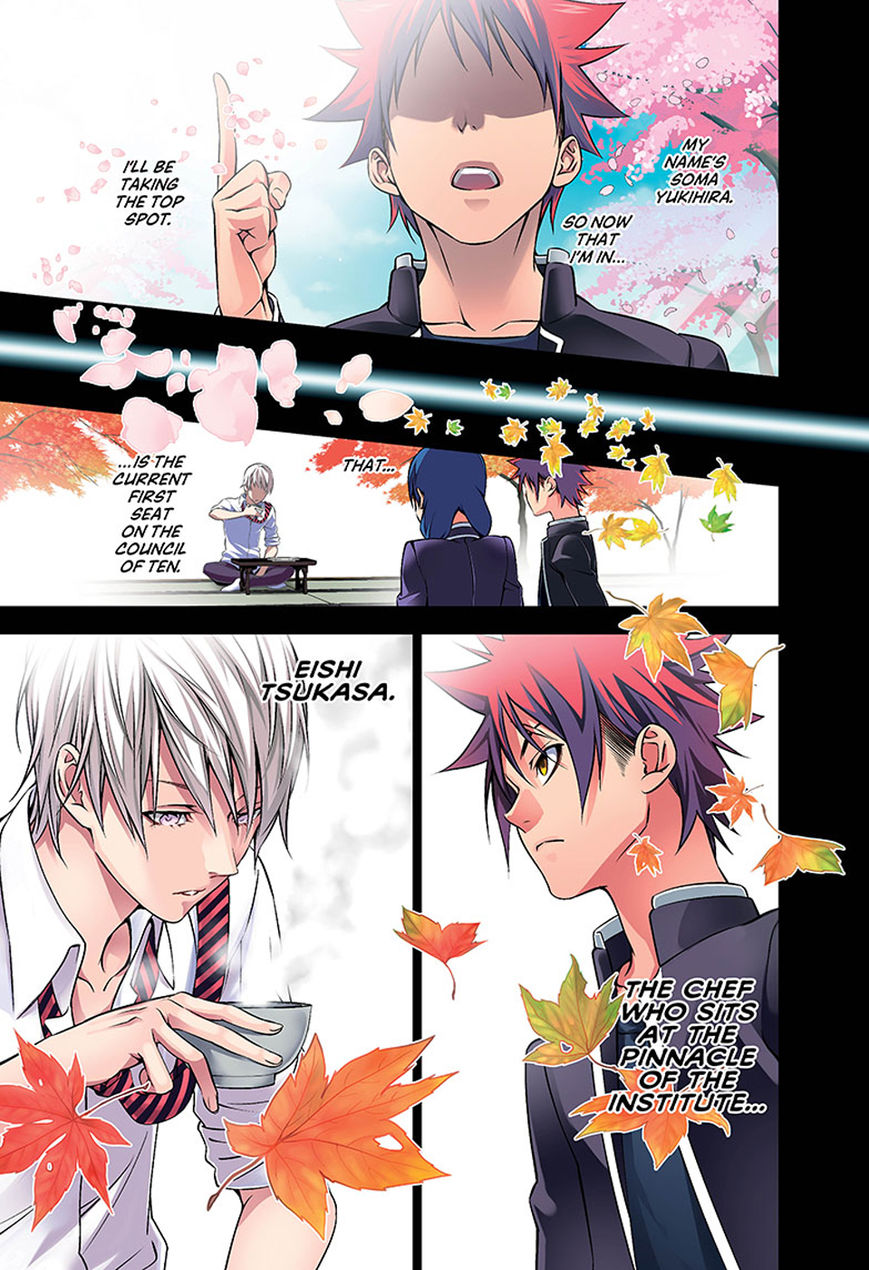 MY
NAME'S
SOMA
YUKIHIRA.
SO NOW
THAT
I'M IN...
I'LL BE
TAKING
THE TOP
SPOT.
THAT...
...IS THE
CURRENT
FIRST
SEAT
ON THE
COUNCIL
OF TEN.
THE CHEF
WHO SITS
AT THE
PINNACLE
OF THE
INSTITUTE...
EISHI
TSUKASA.